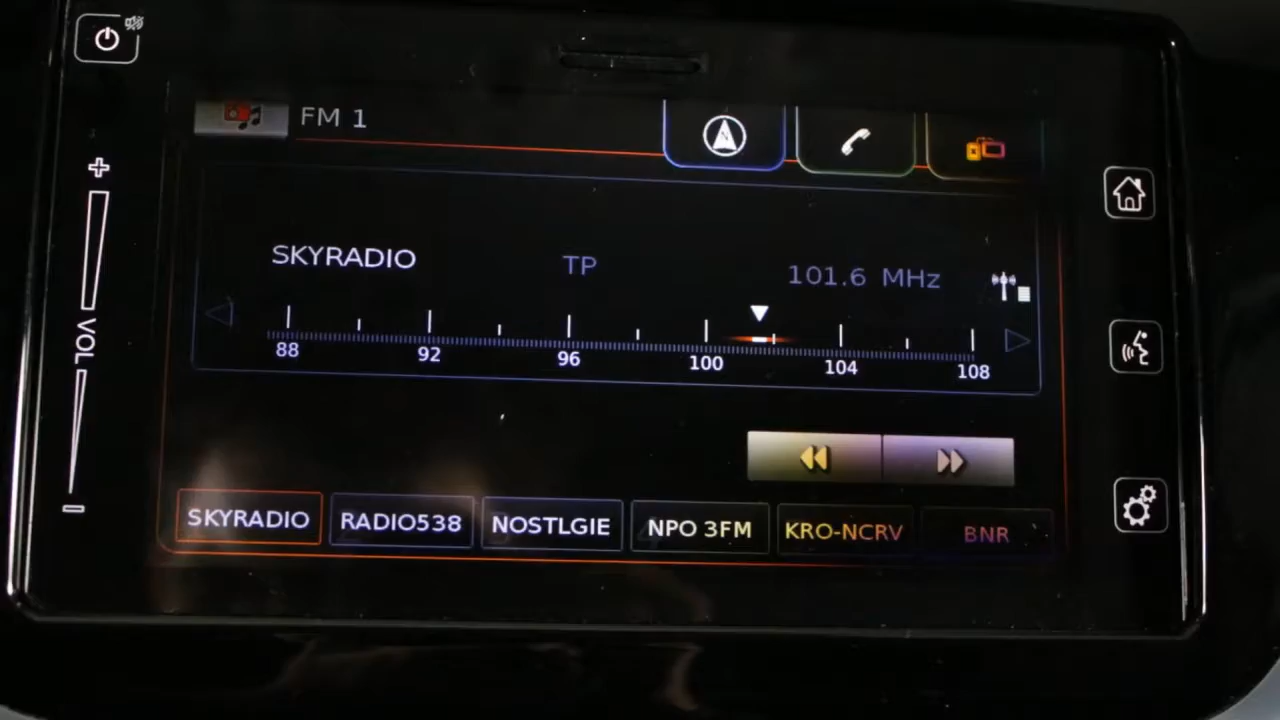 FM 1
SKYRADIO TP 101.6 MHz
88 92 96 100 104 108
VOL
SKYRADIO RADIO538 NOSTLGIE NPO 3FM KRO-NCRV BNR